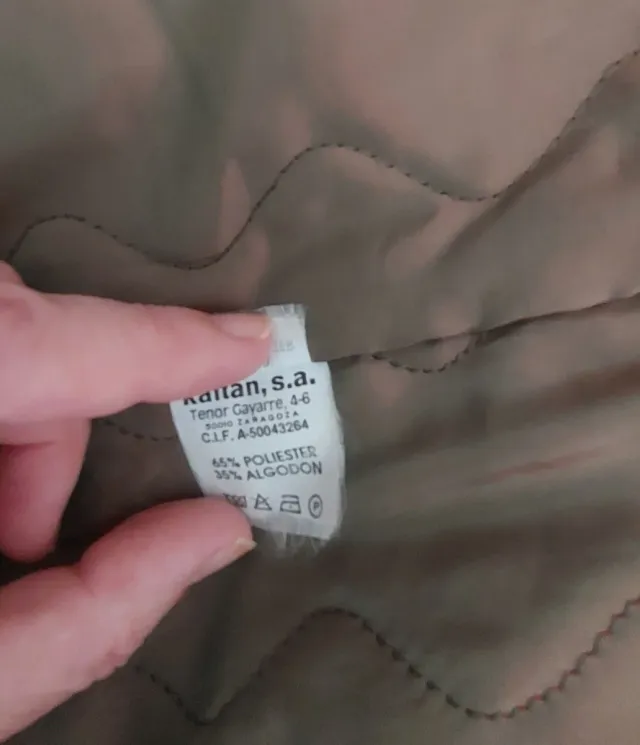 Kaitan, s.a.
Tenor Gayarre, 4-6
50010 ZARAGOZA
C.I.F. A-50043264
65% POLIESTER
35% ALGODON
P